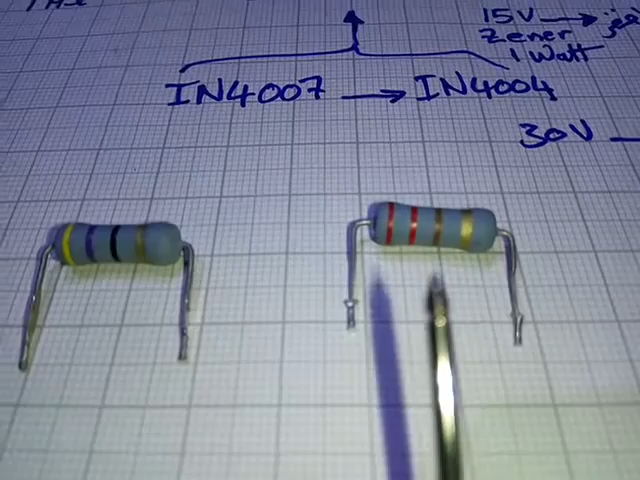 15V →
Zener
1 Watt
IN4007 → IN4004
30V